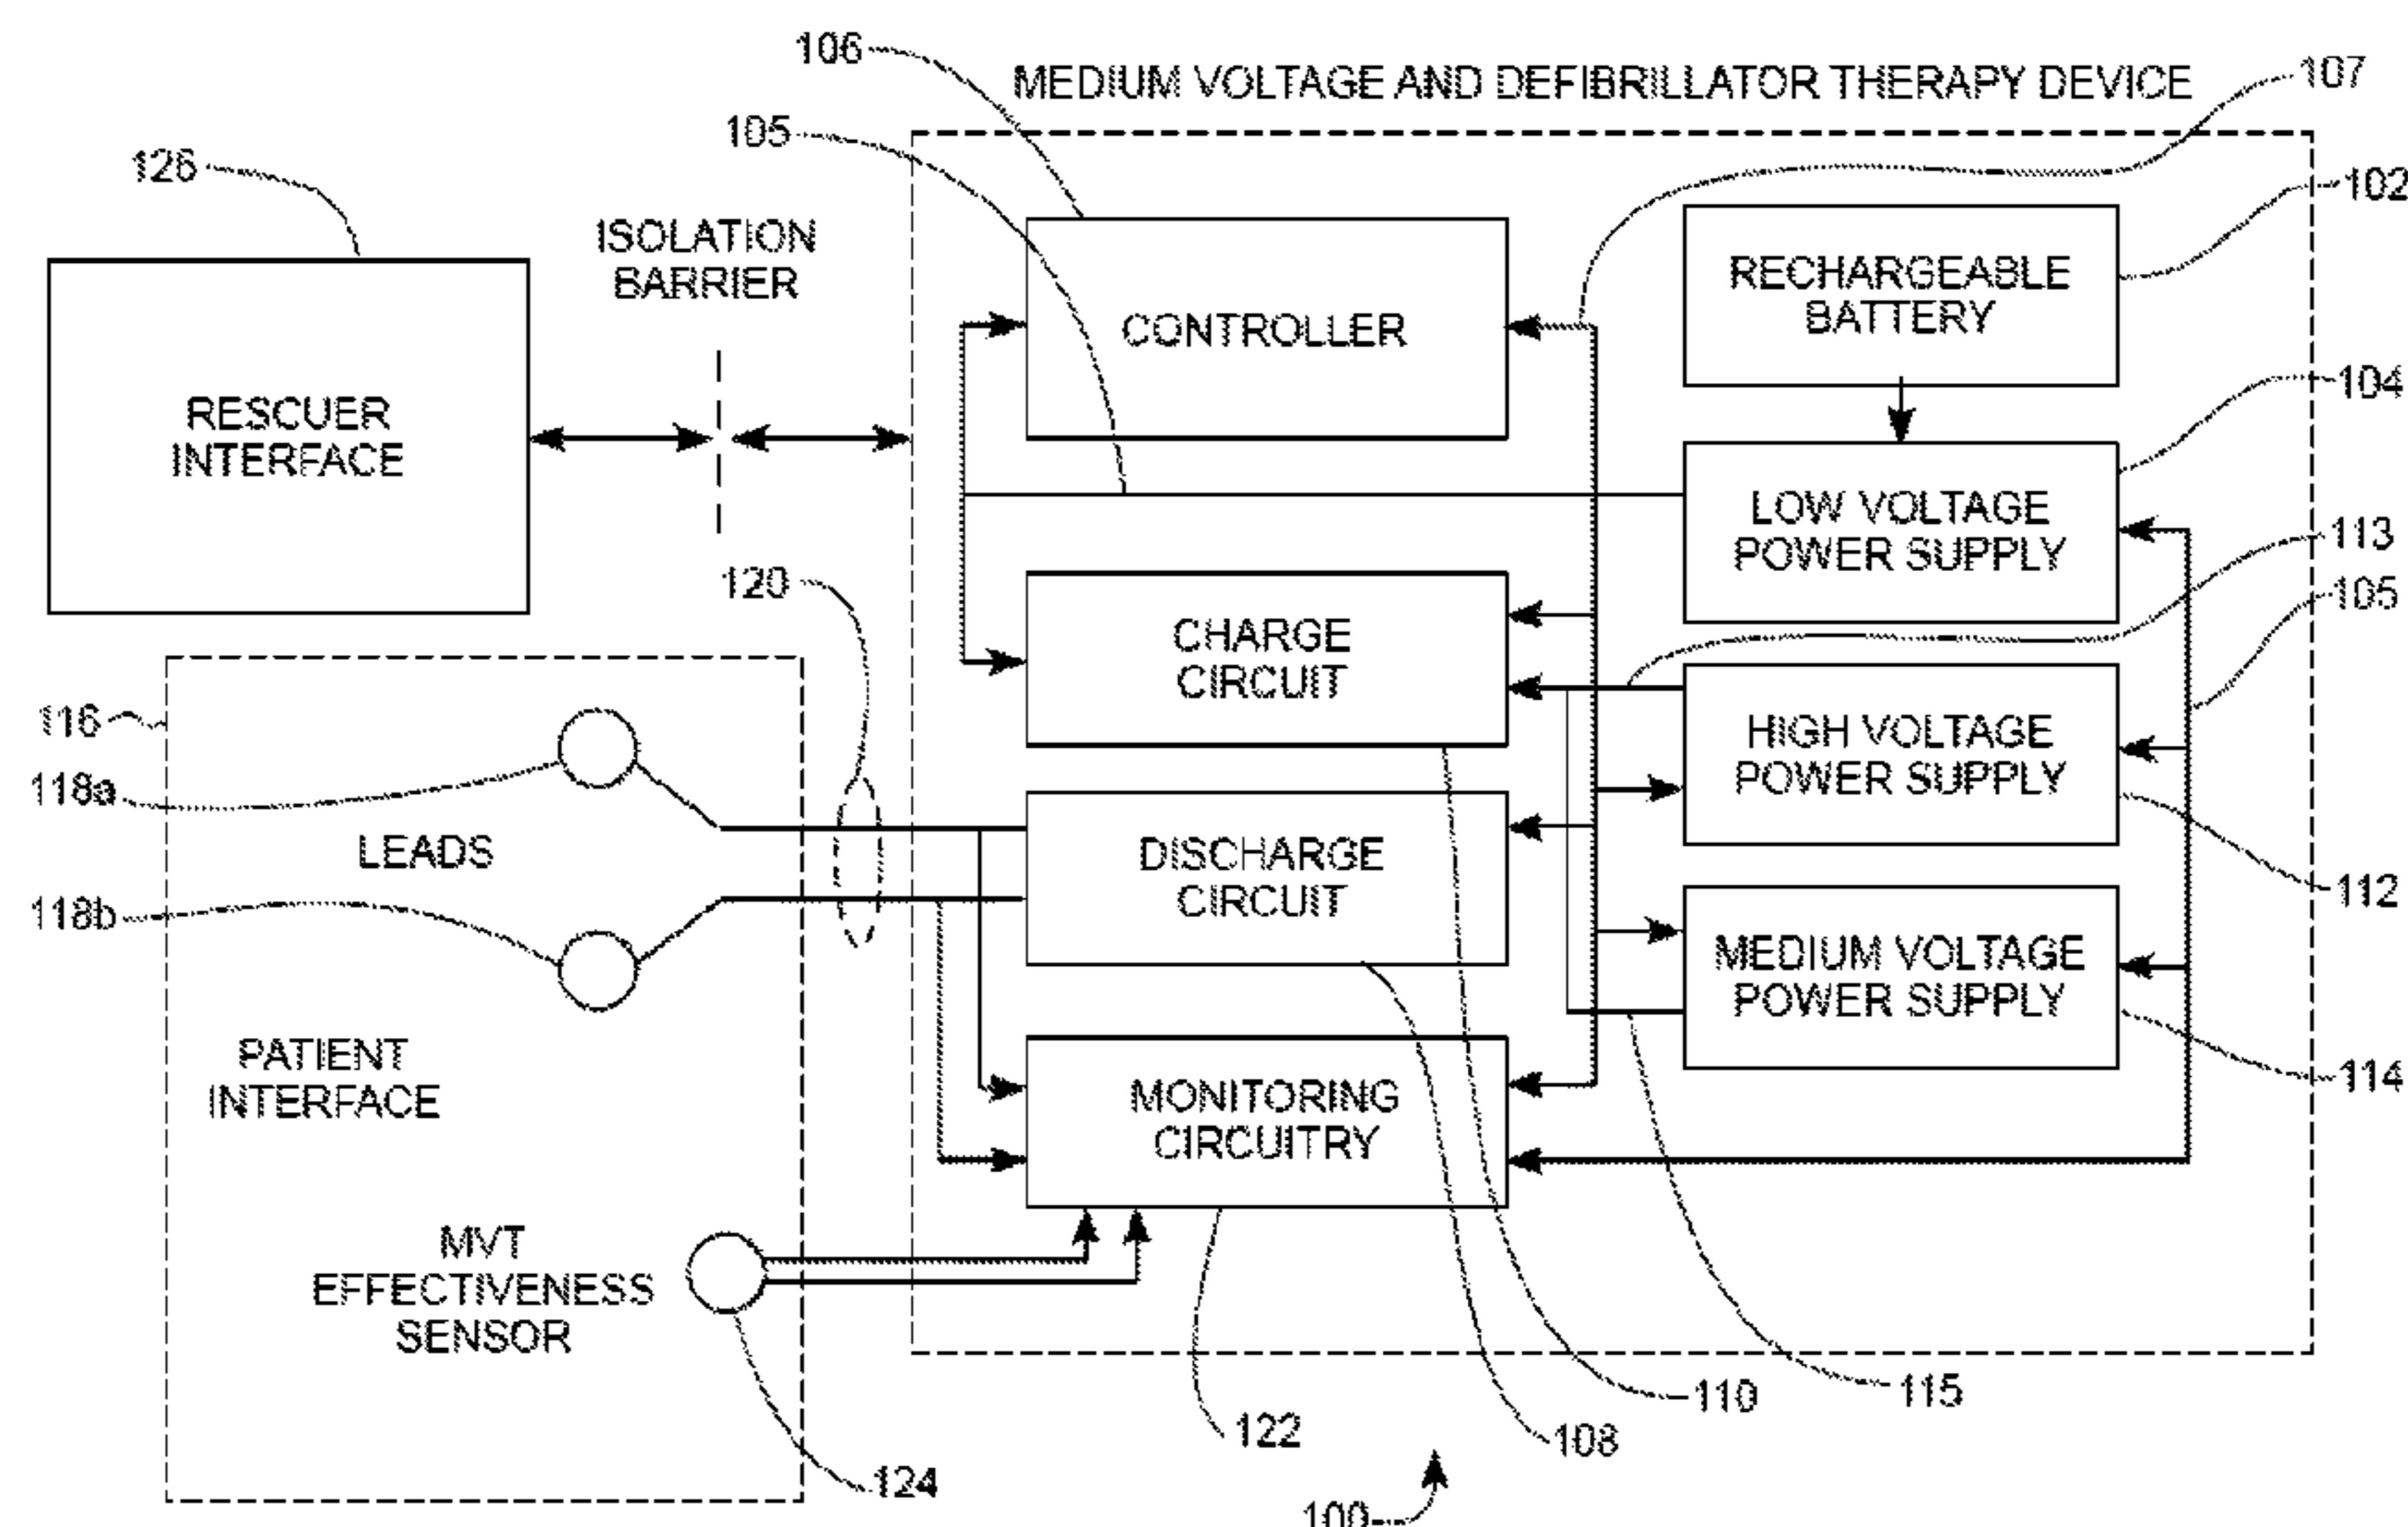 106
MEDIUM VOLTAGE AND DEFIBRILLATOR THERAPY DEVICE
107
105
126
102
ISOLATION
BARRIER
RECHARGEABLE
BATTERY
CONTROLLER
104
RESCUER
INTERFACE
LOW VOLTAGE
POWER SUPPLY
113
120
105
CHARGE
CIRCUIT
116
HIGH VOLTAGE
POWER SUPPLY
118a
LEADS
DISCHARGE
CIRCUIT
112
118b
MEDIUM VOLTAGE
POWER SUPPLY
PATIENT
INTERFACE
114
MONITORING
CIRCUITRY
MVT
EFFECTIVENESS
SENSOR
110
115
122
108
124
100